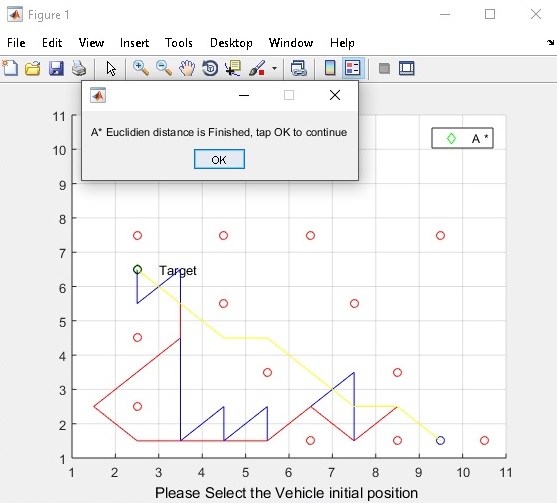 Figure 1
File Edit View Insert Tools Desktop Window Help
A* Euclidien distance is Finished, tap OK to continue
OK
A *
11
10
9
8
7
6
5
4
3
2
1
Target
1 2 3 4 5 6 7 8 9 10 11
Please Select the Vehicle initial position